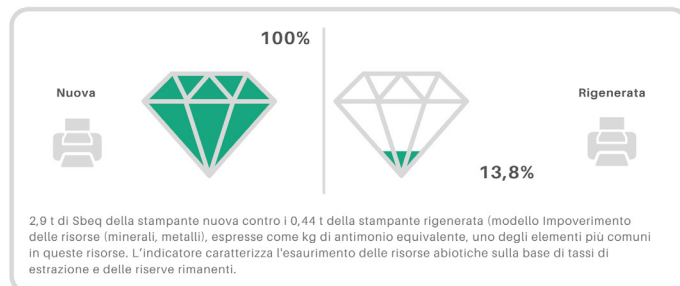 100%
Nuova
Rigenerata
13,8%
2,9 t di Sbeq della stampante nuova contro i 0,44 t della stampante rigenerata (modello Impoverimento
delle risorse (minerali, metalli), espresse come kg di antimonio equivalente, uno degli elementi più comuni
in queste risorse. L'indicatore caratterizza l'esaurimento delle risorse abiotiche sulla base di tassi di
estrazione e delle riserve rimanenti.